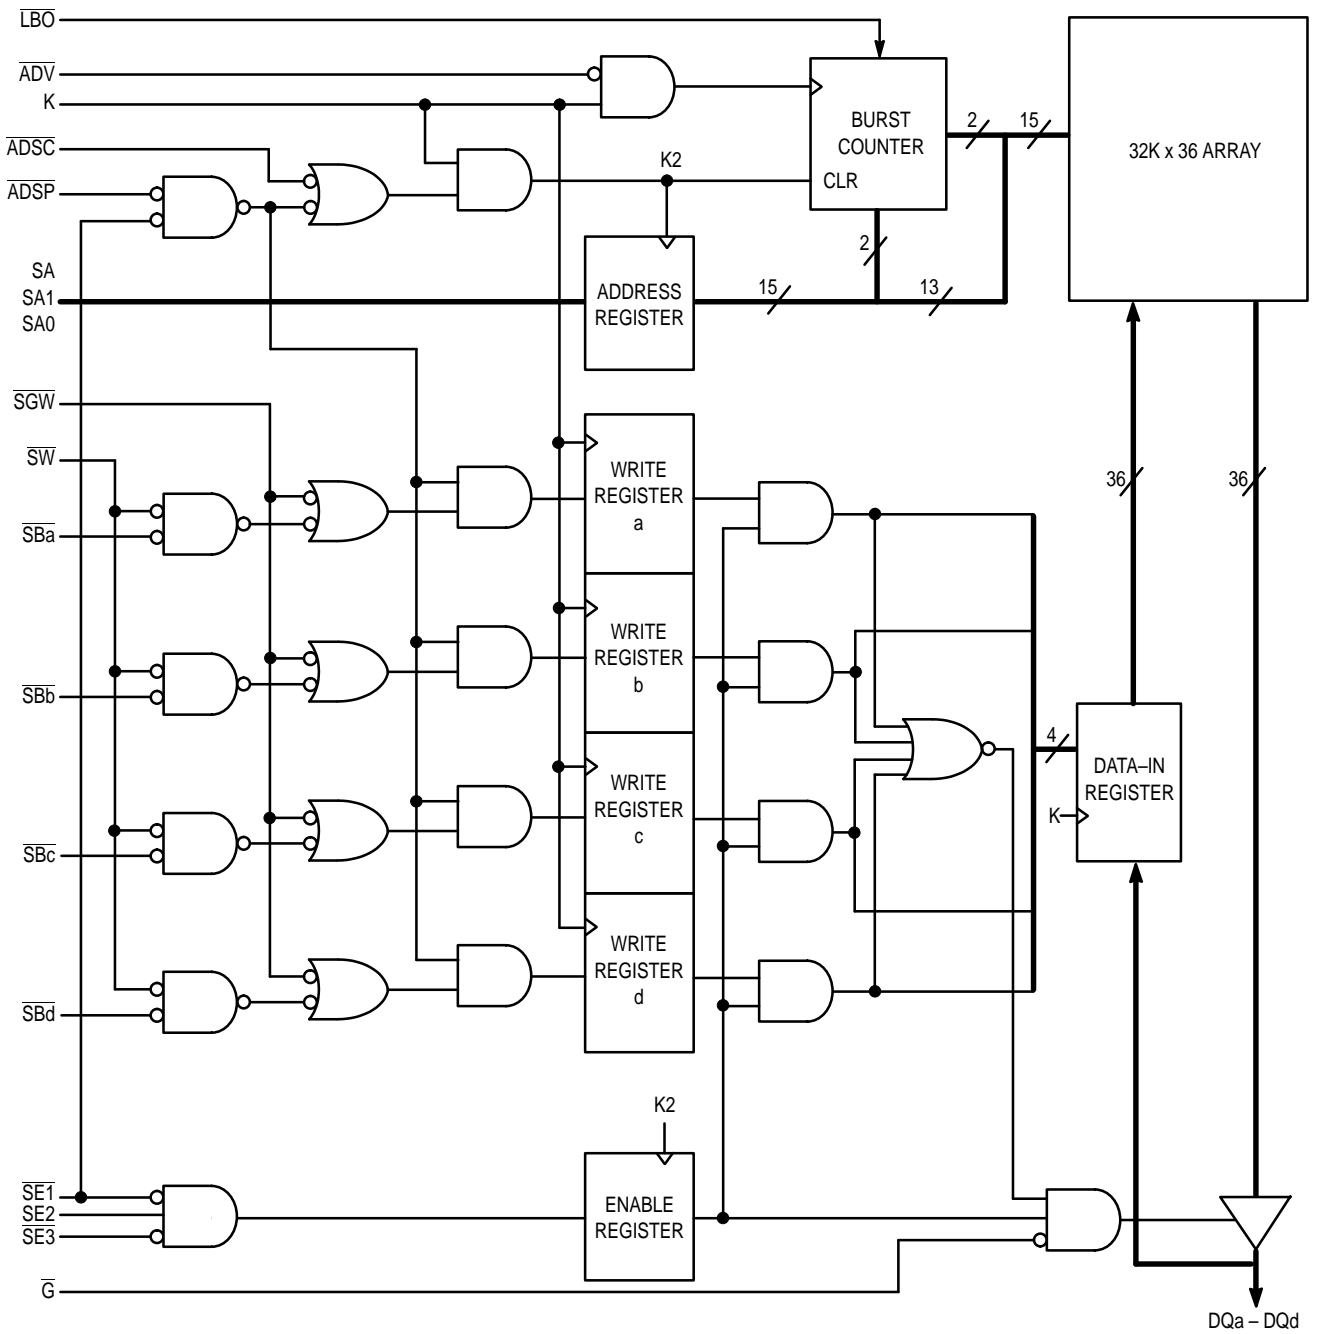 LBO
ADV
K
ADSC
ADSP
SA
SA1
SA0
K2
BURST
COUNTER
CLR
2
15
32K x 36 ARRAY
2
ADDRESS
REGISTER
15
13
SGW
SW
SBa
SBb
SBc
SBd
WRITE
REGISTER
a
WRITE
REGISTER
b
WRITE
REGISTER
c
WRITE
REGISTER
d
36
36
4
DATA–IN
REGISTER
K
K2
SE1
SE2
SE3
ENABLE
REGISTER
G
DQa – DQd